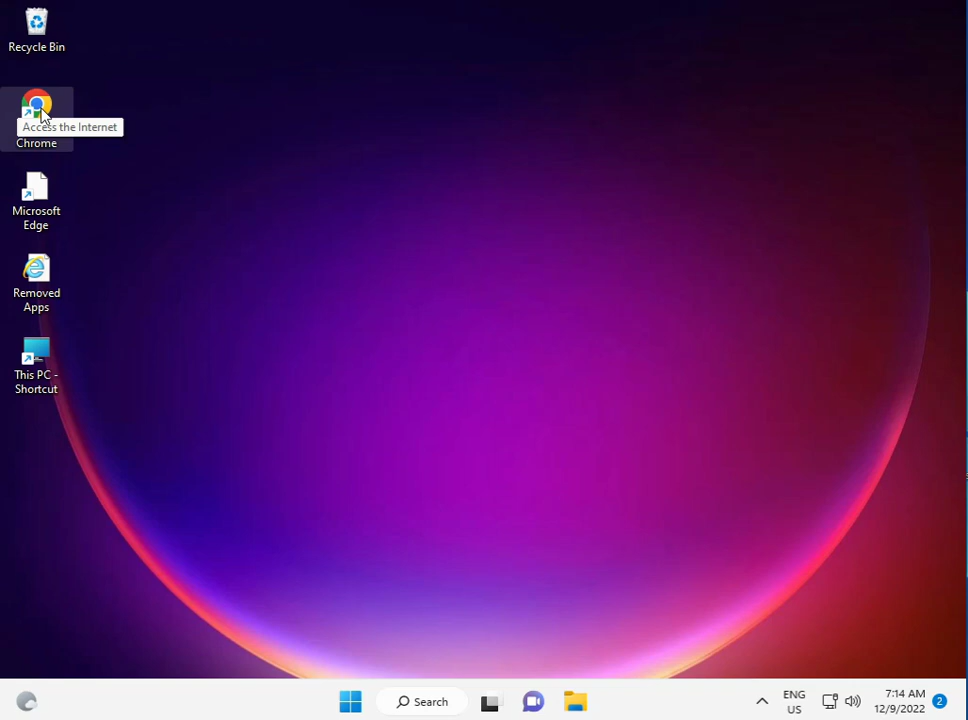 Recycle Bin
Access the Internet
Chrome
Microsoft
Edge
Removed
Apps
This PC -
Shortcut
Search
ENG
US
7:14 AM
12/9/2022
2